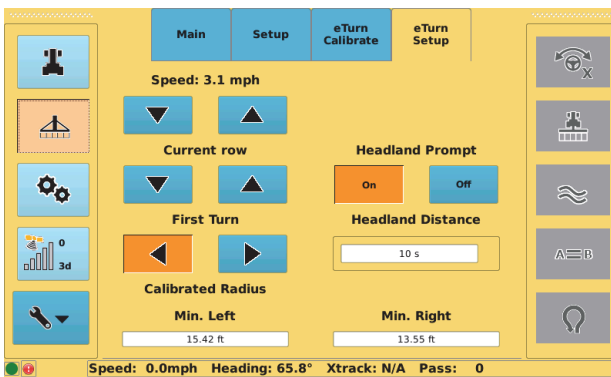 Main
Setup
eTurn
Calibrate
eTurn
Setup
Speed: 3.1 mph
X
Current row
Headland Prompt
On
Off
First Turn
Headland Distance
0
3d
10 s
A B
Calibrated Radius
Min. Left
Min. Right
15.42 ft
13.55 ft
Speed: 0.0mph Heading: 65.8° Xtrack: N/A Pass: 0